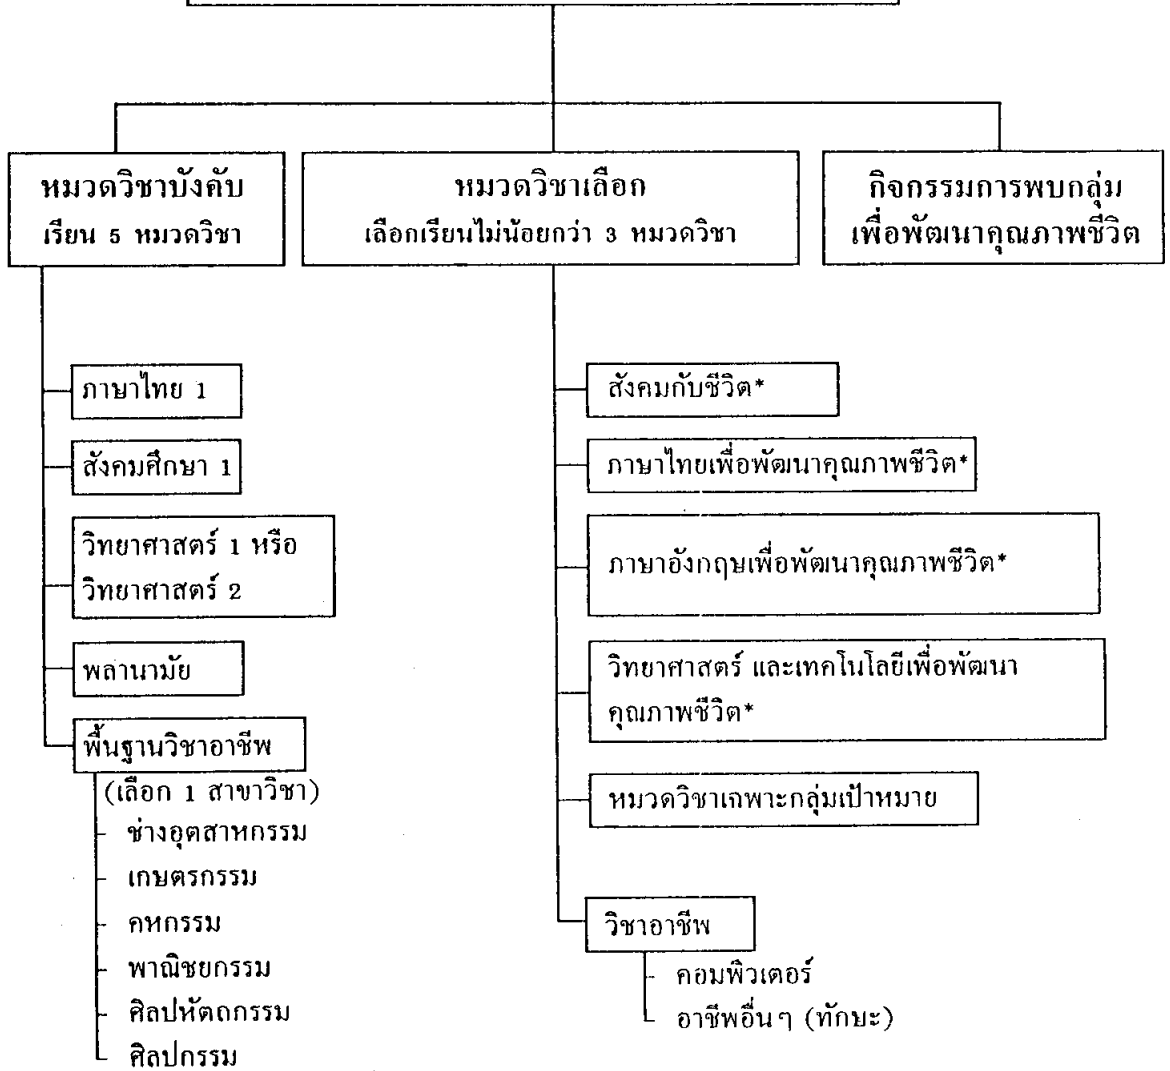 หมวดวิชาบังคับ
เรียน 5 หมวดวิชา
หมวดวิชาเลือก
เลือกเรียนไม่น้อยกว่า 3 หมวดวิชา
กิจกรรมการพบกลุ่ม
เพื่อพัฒนาคุณภาพชีวิต
ภาษาไทย 1
สังคมศึกษา 1
วิทยาศาสตร์ 1 หรือ
วิทยาศาสตร์ 2
พลานามัย
พื้นฐานวิชาอาชีพ
(เลือก 1 สาขาวิชา)
ช่างอุตสาหกรรม
เกษตรกรรม
คหกรรม
พาณิชยกรรม
ศิลปหัตถกรรม
ศิลปกรรม
สังคมกับชีวิต*
ภาษาไทยเพื่อพัฒนาคุณภาพชีวิต*
ภาษาอังกฤษเพื่อพัฒนาคุณภาพชีวิต*
วิทยาศาสตร์ และเทคโนโลยีเพื่อพัฒนา
คุณภาพชีวิต*
หมวดวิชาเฉพาะกลุ่มเป้าหมาย
วิชาอาชีพ
คอมพิวเตอร์
อาชีพอื่นๆ (ทักษะ)